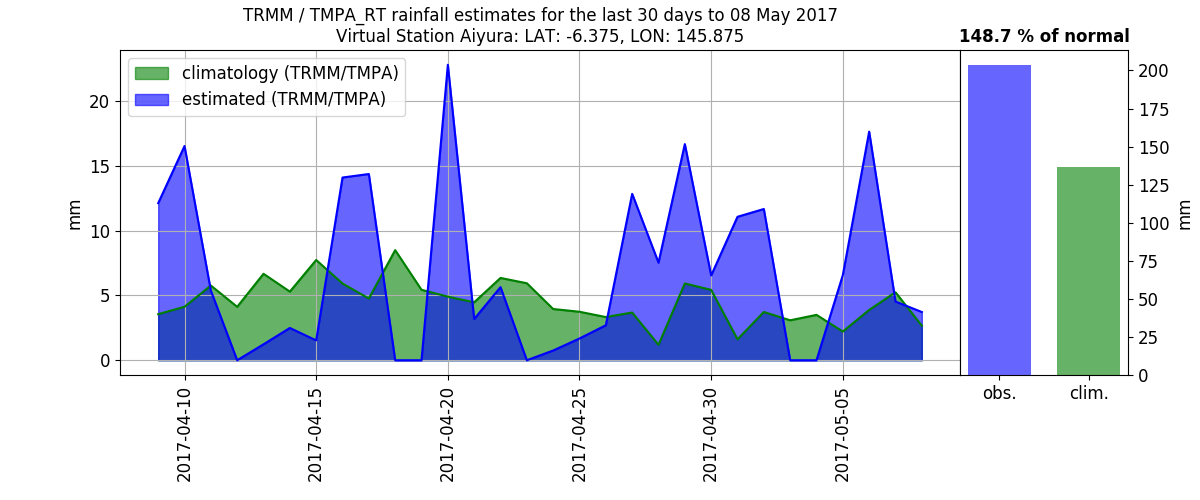 TRMM / TMPA_RT rainfall estimates for the last 30 days to 08 May 2017
Virtual Station Aiyura: LAT: -6.375, LON: 145.875
148.7 % of normal
climatology (TRMM/TMPA)
estimated (TRMM/TMPA)
mm
20
15
10
5
0
2017-04-10
2017-04-15
2017-04-20
2017-04-25
2017-04-30
2017-05-05
200
175
150
125
100
75
50
25
0
mm
obs.
clim.